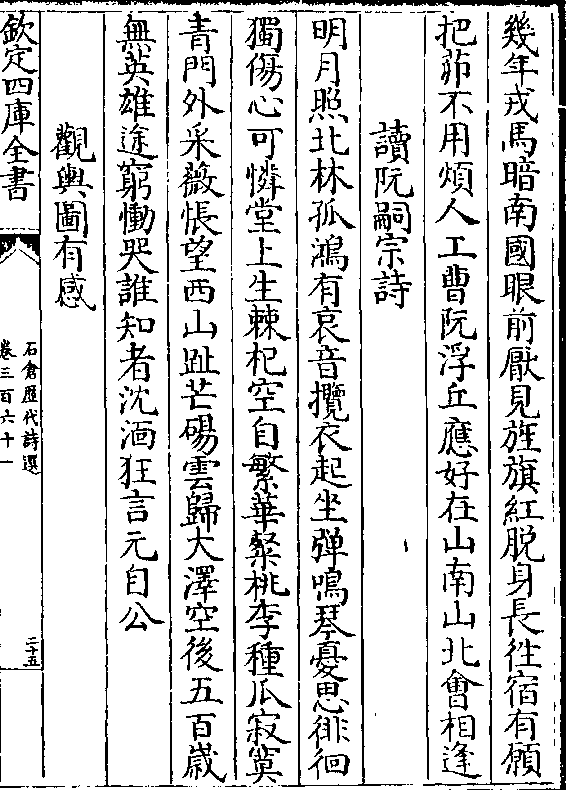 幾年戎馬暗南國眼前厭見旌旗紅脫身長往宿有願
把茆不用煩人工曹阮浮丘應好在山南山北會相逢
讀阮嗣宗詩
明月照北林孤鴻有哀音攬衣起坐弹鳴琴憂思徘徊
獨傷心可憐堂上生棘杞空自繁華粲桃李種瓜寂寞
青門外采薇悵望西山趾芒碭雲歸大澤空後五百嵗
無英雄途窮慟哭誰知者沈湎狂言元自公
觀輿圖有感
欽定四庫全書
石倉歴代詩選
卷三百六十一
二十五